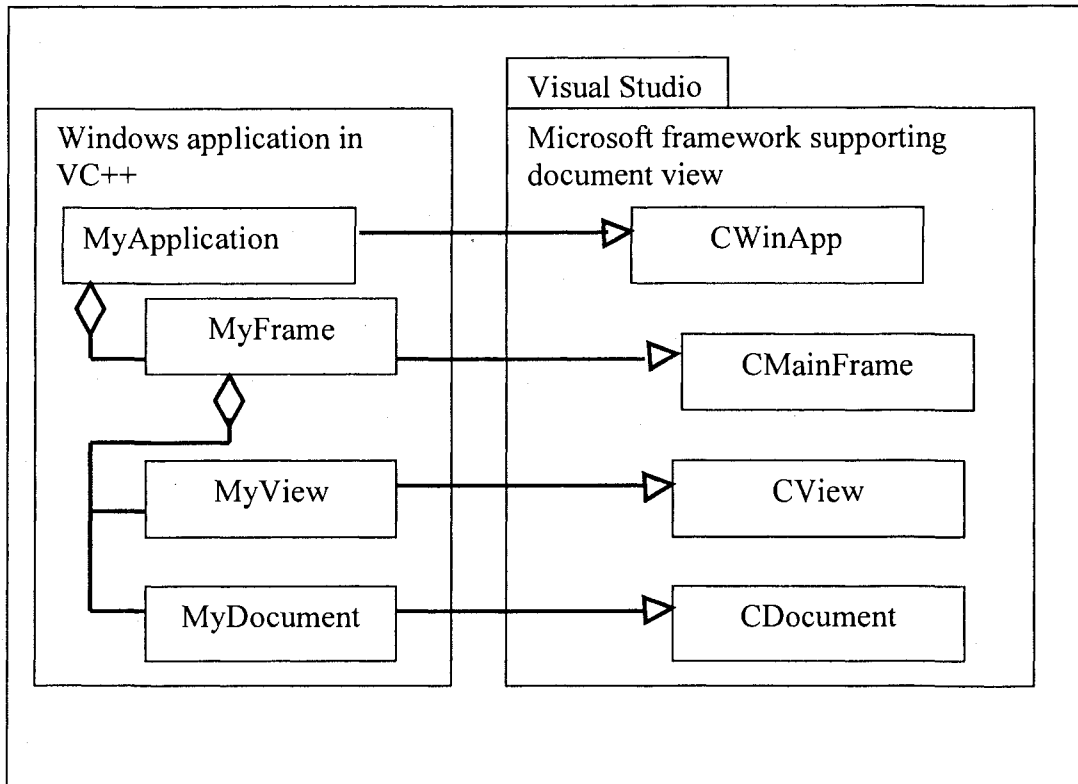 Visual Studio
Windows application in
VC++
Microsoft framework supporting
document view
MyApplication
CWinApp
MyFrame
CMainFrame
MyView
CView
MyDocument
CDocument